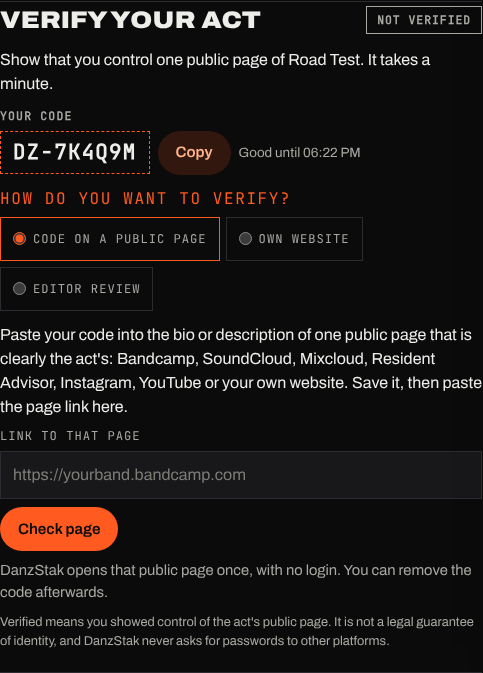 VERIFY YOUR ACT
NOT VERIFIED
Show that you control one public page of Road Test. It takes a
minute.
YOUR CODE
DZ-7K4Q9M
Copy
Good until 06:22 PM
HOW DO YOU WANT TO VERIFY?
CODE ON A PUBLIC PAGE
OWN WEBSITE
EDITOR REVIEW
Paste your code into the bio or description of one public page that is
clearly the act's: Bandcamp, SoundCloud, Mixcloud, Resident
Advisor, Instagram, YouTube or your own website. Save it, then paste
the page link here.
LINK TO THAT PAGE
https://yourband.bandcamp.com
Check page
DanzStak opens that public page once, with no login. You can remove the
code afterwards.
Verified means you showed control of the act's public page. It is not a legal guarantee
of identity, and DanzStak never asks for passwords to other platforms.